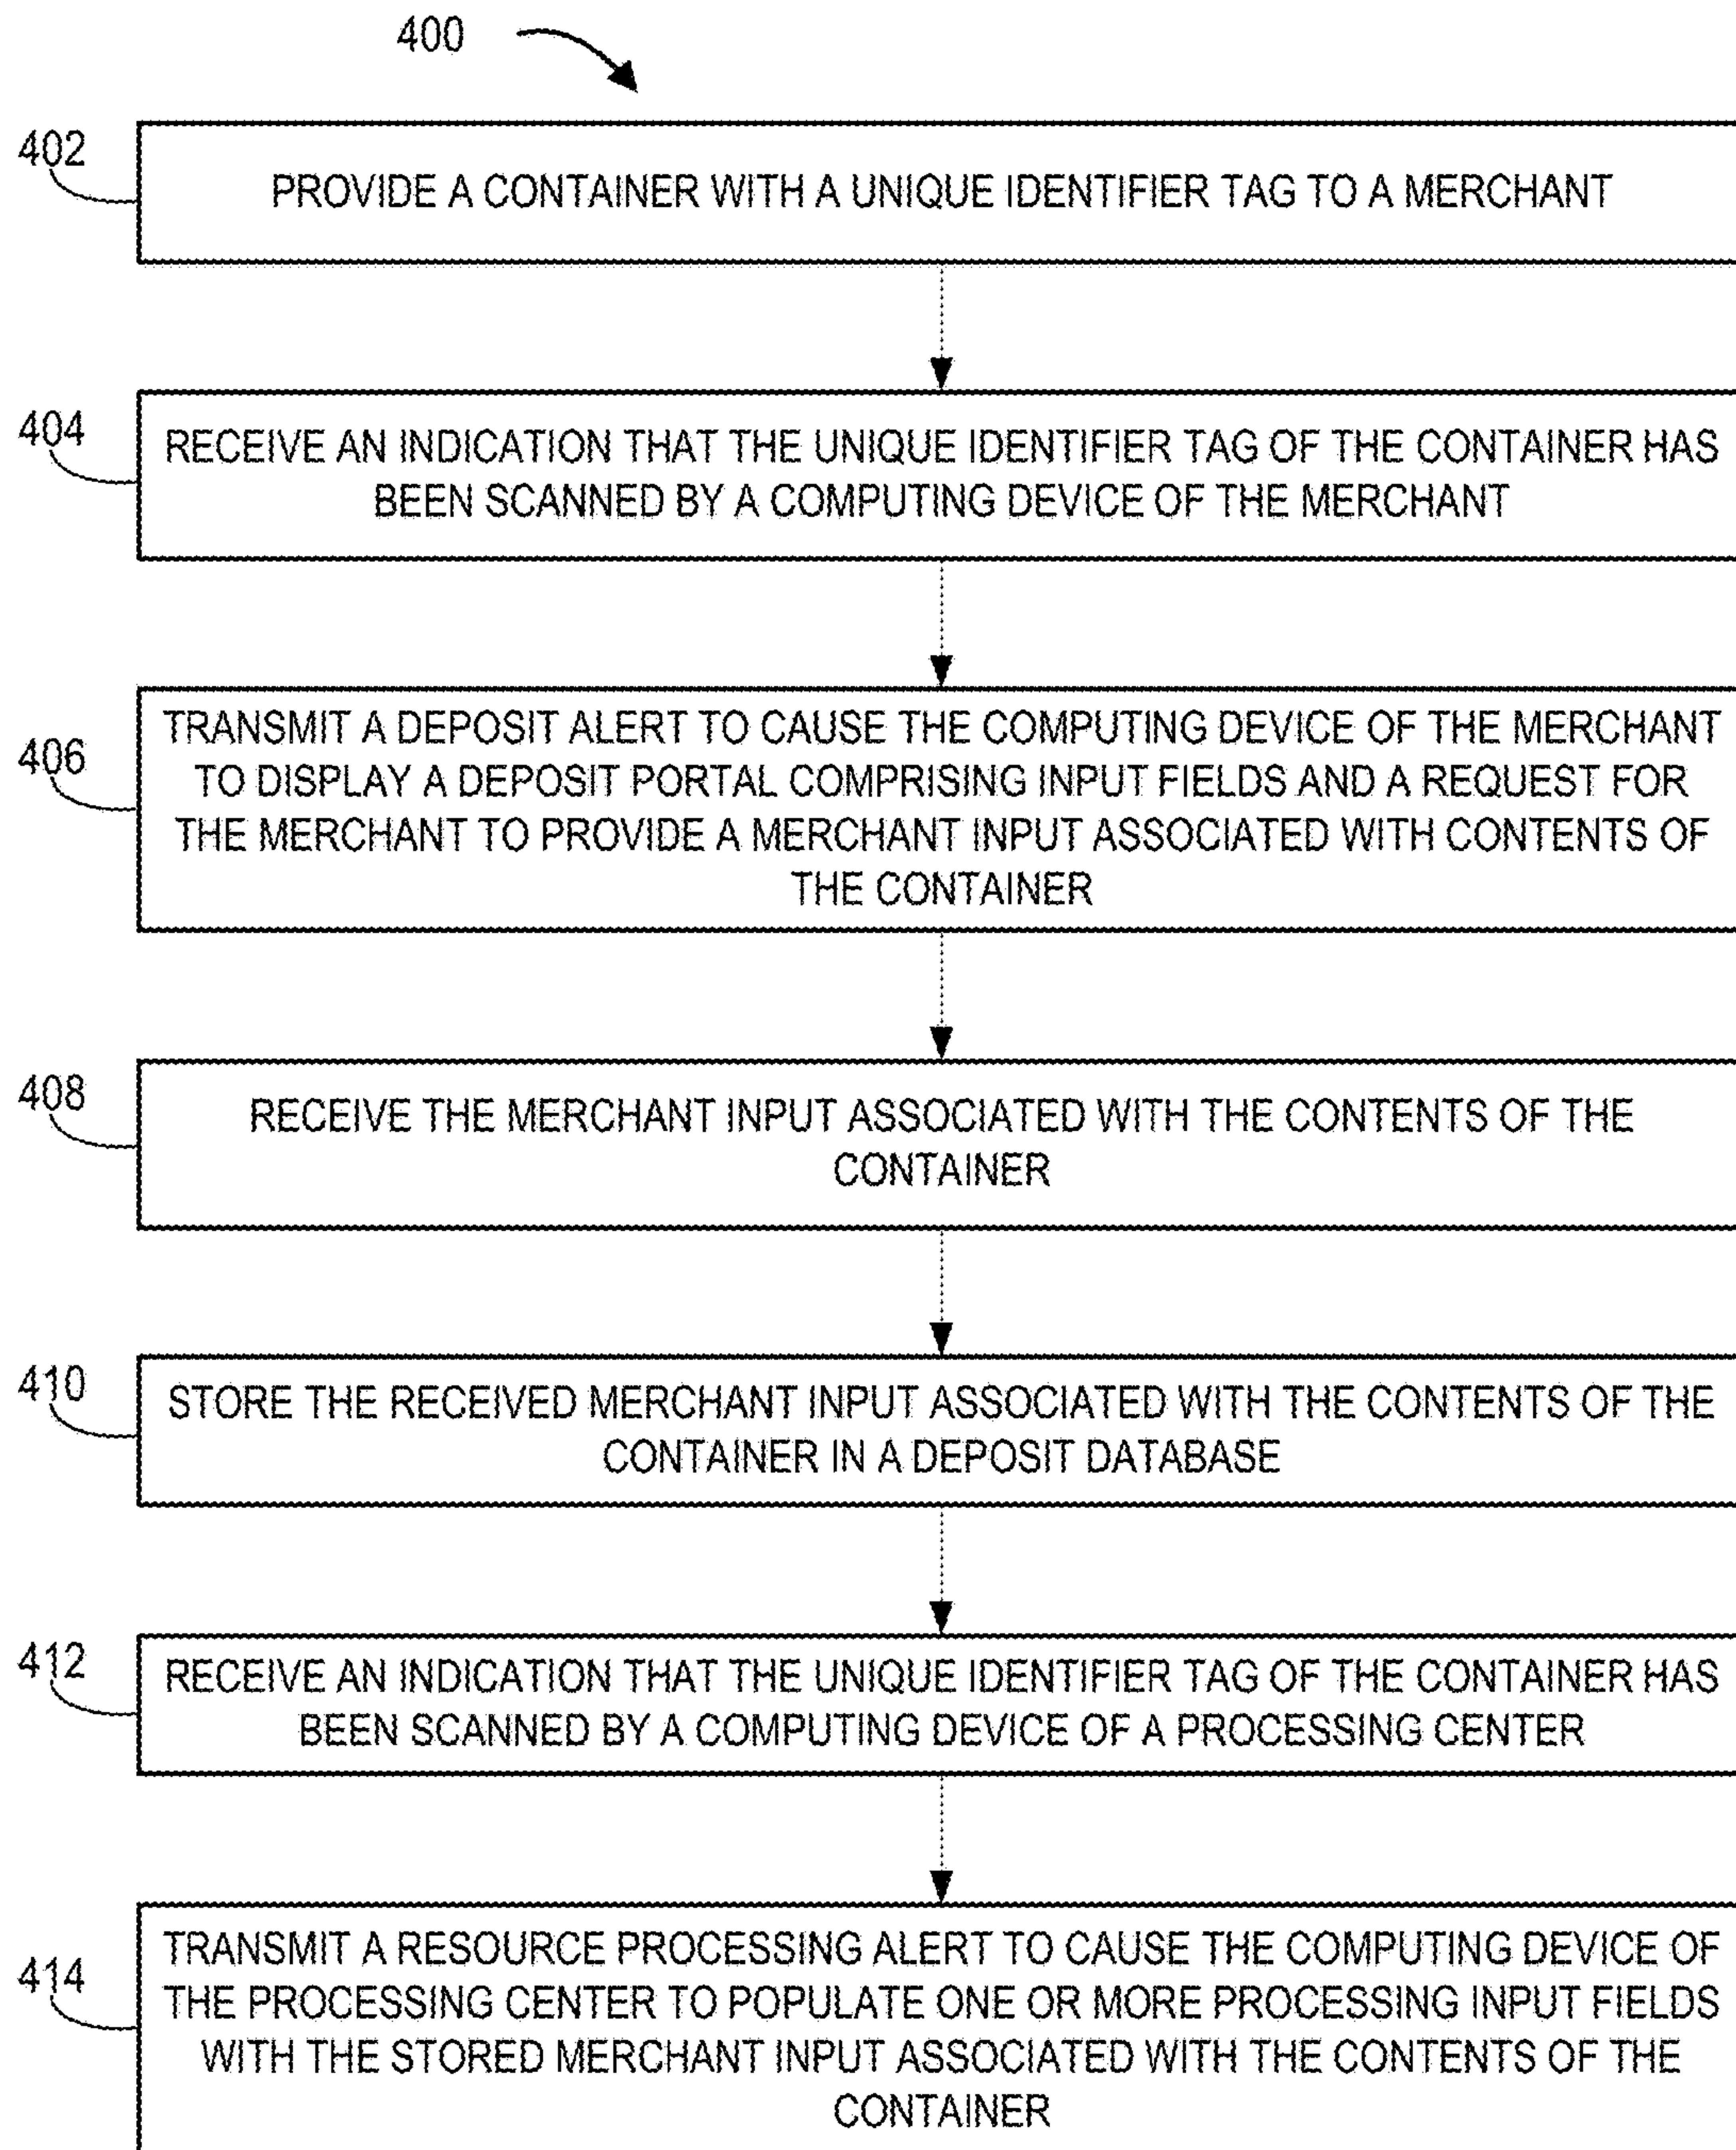 400
402
PROVIDE A CONTAINER WITH A UNIQUE IDENTIFIER TAG TO A MERCHANT
404
RECEIVE AN INDICATION THAT THE UNIQUE IDENTIFIER TAG OF THE CONTAINER HAS
BEEN SCANNED BY A COMPUTING DEVICE OF THE MERCHANT
406
TRANSMIT A DEPOSIT ALERT TO CAUSE THE COMPUTING DEVICE OF THE MERCHANT
TO DISPLAY A DEPOSIT PORTAL COMPRISING INPUT FIELDS AND A REQUEST FOR
THE MERCHANT TO PROVIDE A MERCHANT INPUT ASSOCIATED WITH CONTENTS OF
THE CONTAINER
408
RECEIVE THE MERCHANT INPUT ASSOCIATED WITH THE CONTENTS OF THE
CONTAINER
410
STORE THE RECEIVED MERCHANT INPUT ASSOCIATED WITH THE CONTENTS OF THE
CONTAINER IN A DEPOSIT DATABASE
412
RECEIVE AN INDICATION THAT THE UNIQUE IDENTIFIER TAG OF THE CONTAINER HAS
BEEN SCANNED BY A COMPUTING DEVICE OF A PROCESSING CENTER
414
TRANSMIT A RESOURCE PROCESSING ALERT TO CAUSE THE COMPUTING DEVICE OF
THE PROCESSING CENTER TO POPULATE ONE OR MORE PROCESSING INPUT FIELDS
WITH THE STORED MERCHANT INPUT ASSOCIATED WITH THE CONTENTS OF THE
CONTAINER